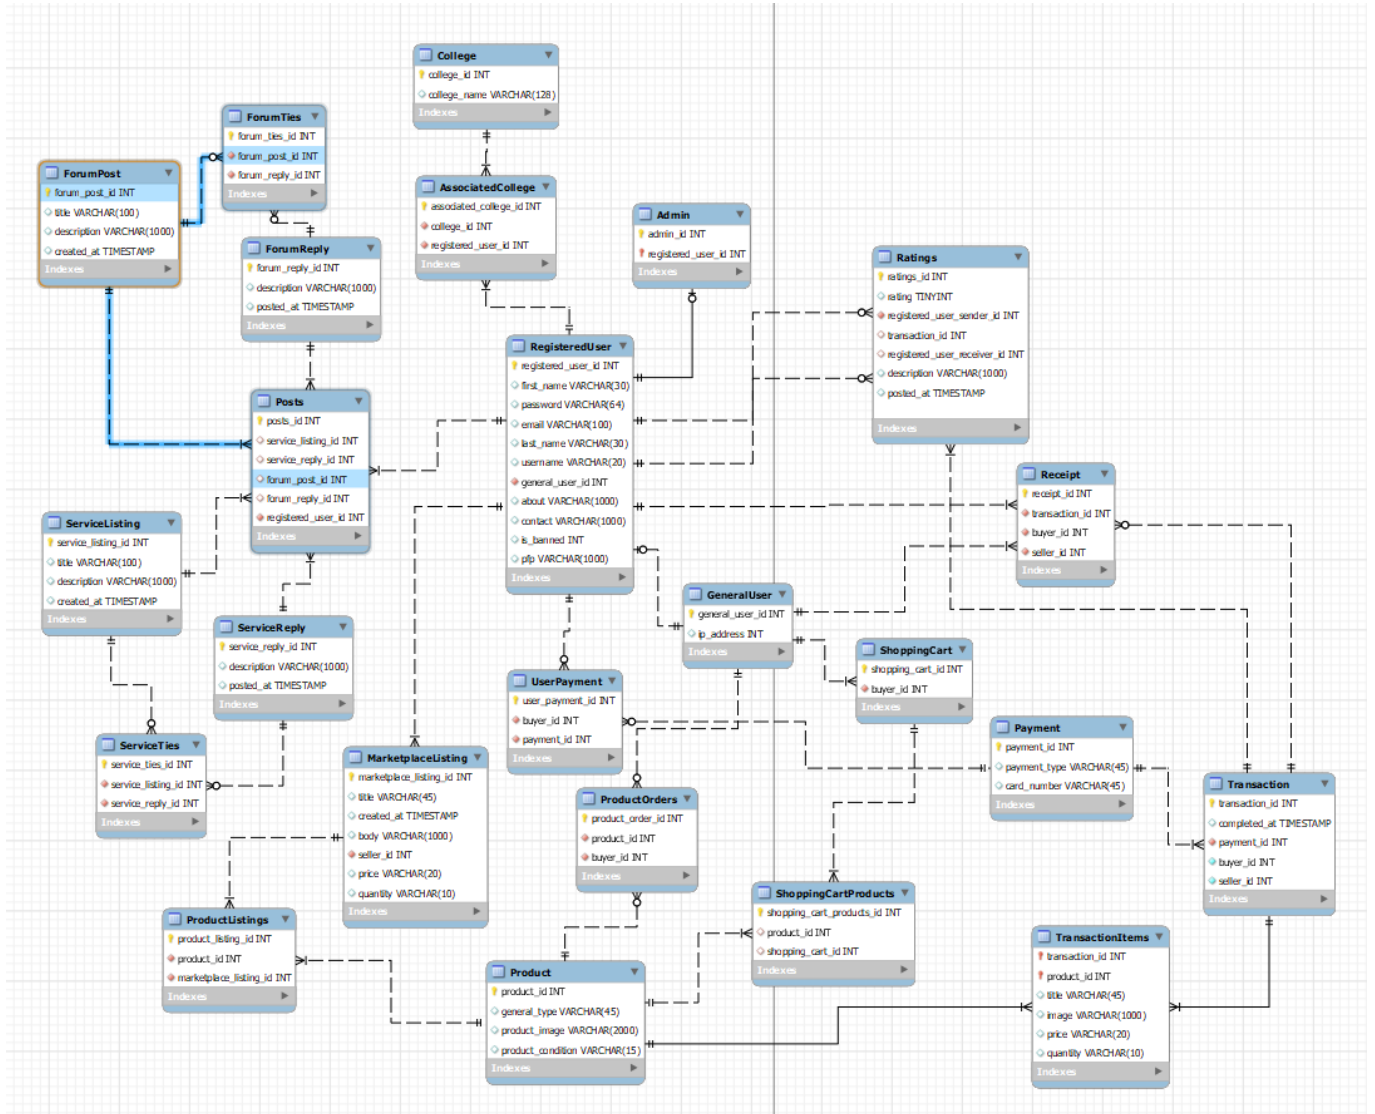 College
college_id INT
college_name VARCHAR(128)
Indexes
ForumTies
forum_ties_id INT
forum_post_id INT
forum_reply_id INT
Indexes
ForumPost
forum_post_id INT
title VARCHAR(100)
description VARCHAR(1000)
created_at TIMESTAMP
Indexes
AssociatedCollege
associated_college_id INT
college_id INT
registered_user_id INT
Indexes
Admin
admin_id INT
registered_user_id INT
Indexes
ForumReply
forum_reply_id INT
description VARCHAR(1000)
posted_at TIMESTAMP
Indexes
Ratings
ratings_id INT
rating TINYINT
registered_user_sender_id INT
transaction_id INT
registered_user_receiver_id INT
description VARCHAR(1000)
posted_at TIMESTAMP
Indexes
RegisteredUser
registered_user_id INT
first_name VARCHAR(30)
password VARCHAR(64)
email VARCHAR(100)
last_name VARCHAR(30)
username VARCHAR(20)
general_user_id INT
about VARCHAR(1000)
contact VARCHAR(1000)
is_banned INT
pfp VARCHAR(1000)
Indexes
Posts
posts_id INT
service_listing_id INT
service_reply_id INT
forum_post_id INT
forum_reply_id INT
registered_user_id INT
Indexes
Receipt
receipt_id INT
transaction_id INT
buyer_id INT
seller_id INT
Indexes
ServiceListing
service_listing_id INT
title VARCHAR(100)
description VARCHAR(1000)
created_at TIMESTAMP
Indexes
GeneralUser
general_user_id INT
ip_address INT
Indexes
ServiceReply
service_reply_id INT
description VARCHAR(1000)
posted_at TIMESTAMP
Indexes
ShoppingCart
shopping_cart_id INT
buyer_id INT
Indexes
UserPayment
user_payment_id INT
buyer_id INT
payment_id INT
Indexes
Payment
payment_id INT
payment_type VARCHAR(45)
card_number VARCHAR(45)
Indexes
ServiceTies
service_ties_id INT
service_listing_id INT
service_reply_id INT
Indexes
MarketplaceListing
marketplace_listing_id INT
title VARCHAR(45)
created_at TIMESTAMP
body VARCHAR(1000)
seller_id INT
price VARCHAR(20)
quantity VARCHAR(10)
Indexes
Transaction
transaction_id INT
completed_at TIMESTAMP
payment_id INT
buyer_id INT
seller_id INT
Indexes
ProductOrders
product_order_id INT
product_id INT
buyer_id INT
Indexes
ShoppingCartProducts
shopping_cart_products_id INT
product_id INT
shopping_cart_id INT
Indexes
ProductListings
product_listing_id INT
product_id INT
marketplace_listing_id INT
Indexes
TransactionItems
transaction_id INT
product_id INT
title VARCHAR(45)
image VARCHAR(1000)
price VARCHAR(20)
quantity VARCHAR(10)
Indexes
Product
product_id INT
general_type VARCHAR(45)
product_image VARCHAR(2000)
product_condition VARCHAR(15)
Indexes